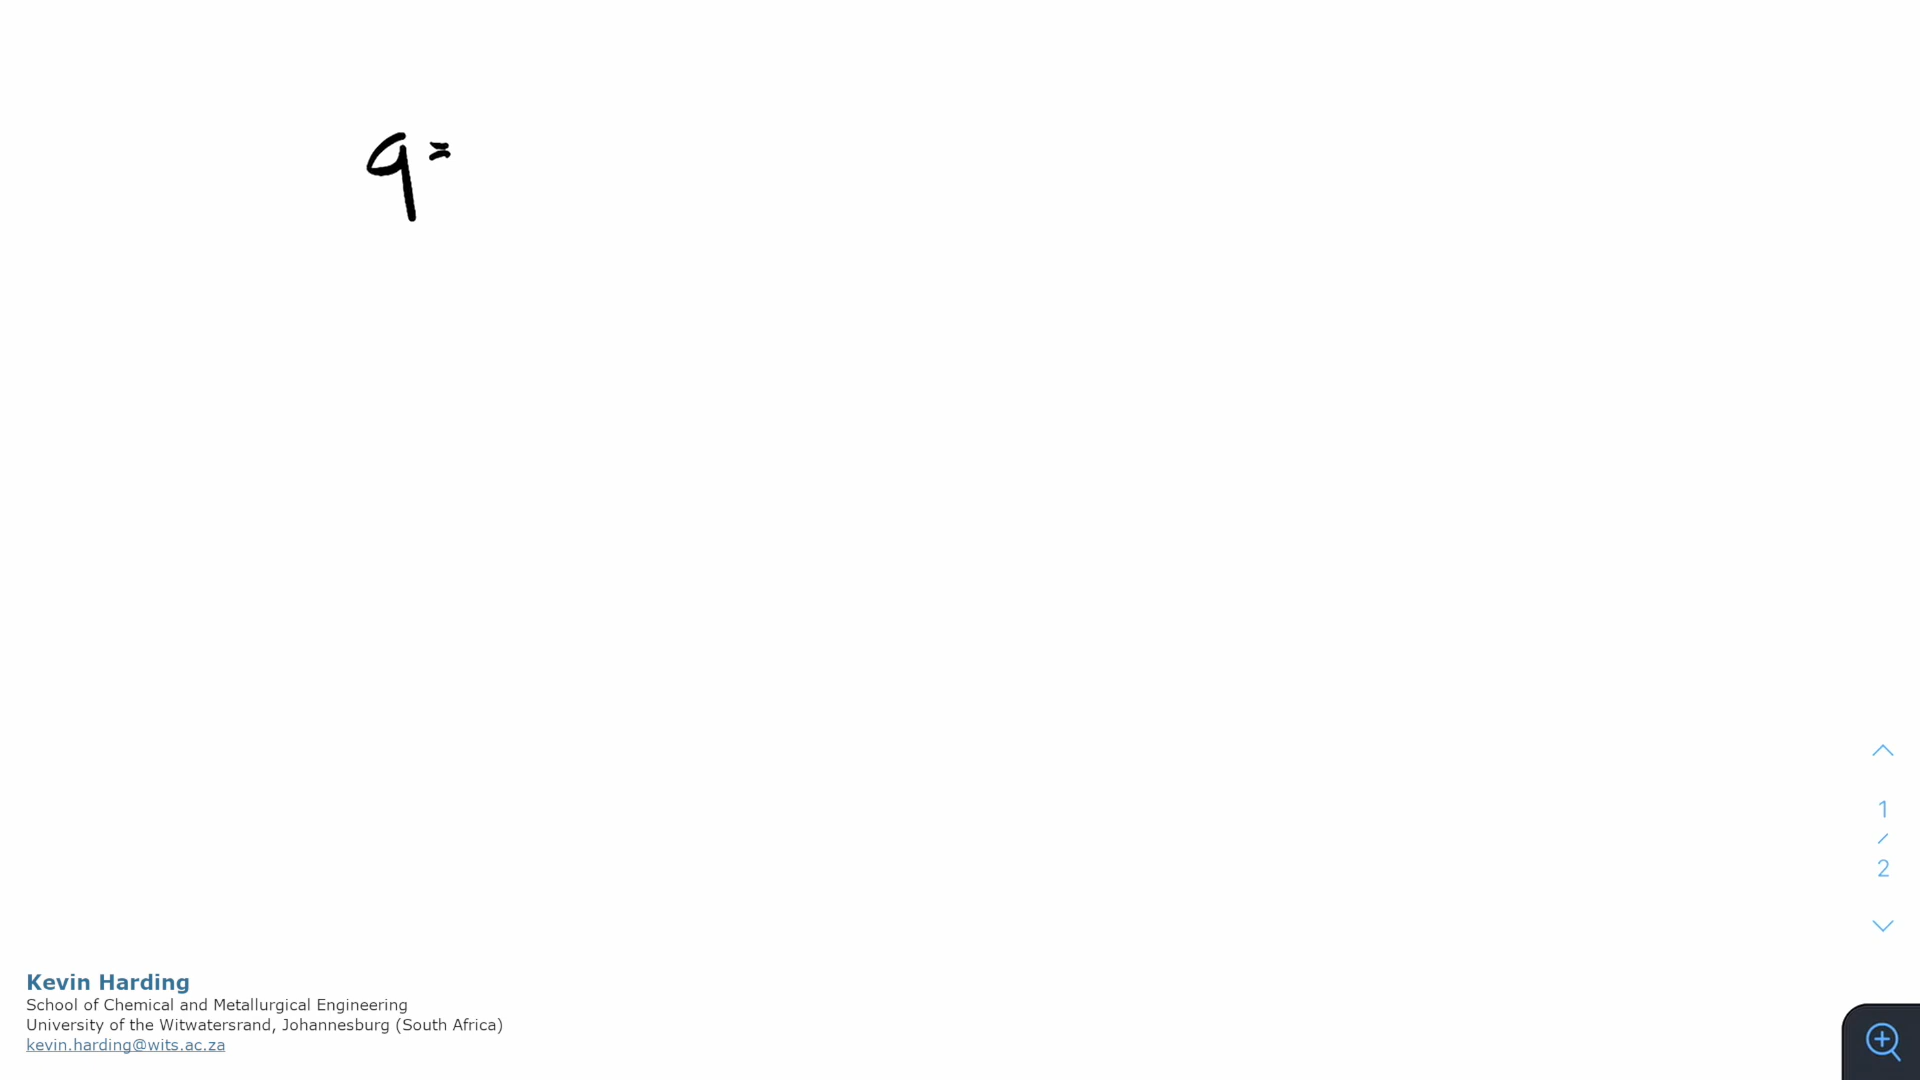 q =
1
/
2
Kevin Harding
School of Chemical and Metallurgical Engineering
University of the Witwatersrand, Johannesburg (South Africa)
kevin.harding@wits.ac.za